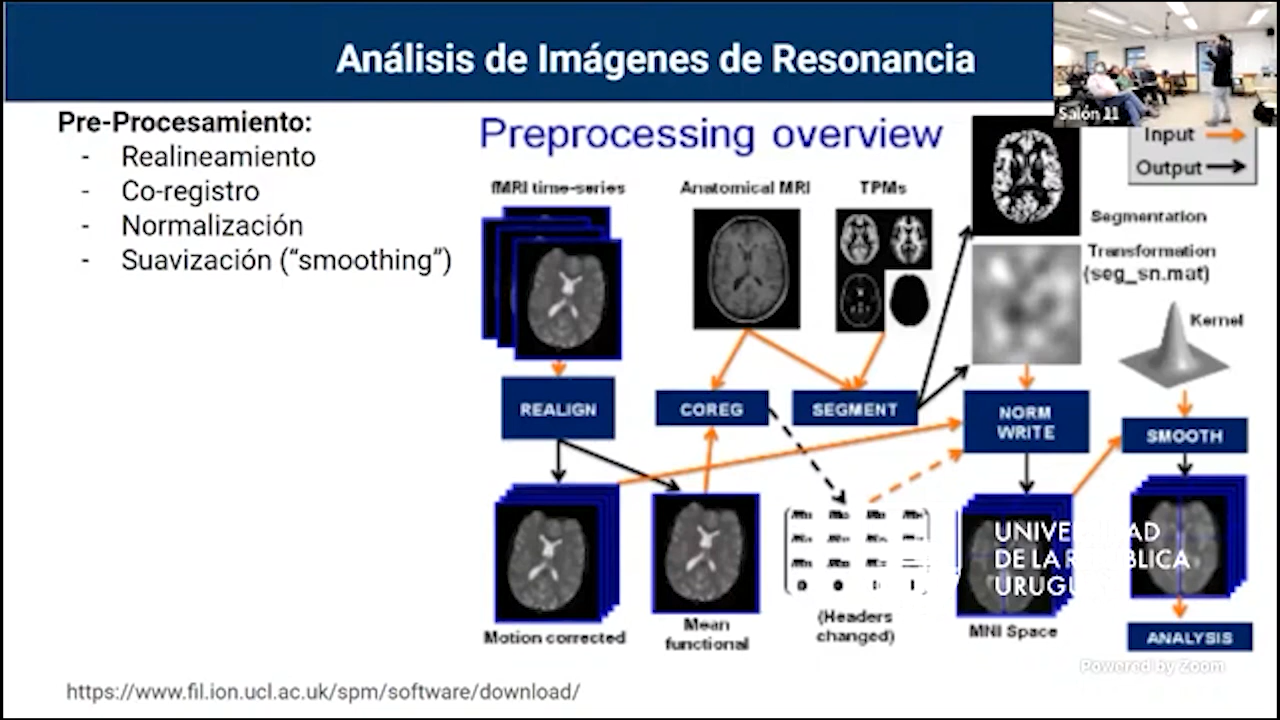 Análisis de Imágenes de Resonancia
Salón 11
Pre-Procesamiento:
- Realineamiento
- Co-registro
- Normalización
- Suavización (“smoothing”)
Preprocessing overview
Input
Output
fMRI time-series
Anatomical MRI
TPMs
Segmentation
Transformation
(seg_sn.mat)
Kernel
REALIGN
COREG
SEGMENT
NORM
WRITE
SMOOTH
Motion corrected
Mean
functional
(Headers
changed)
MNI Space
ANALYSIS
UNIVERSIDAD
DE LA REPÚBLICA
URUGUAY
Powered by Zoom
https://www.fil.ion.ucl.ac.uk/spm/software/download/